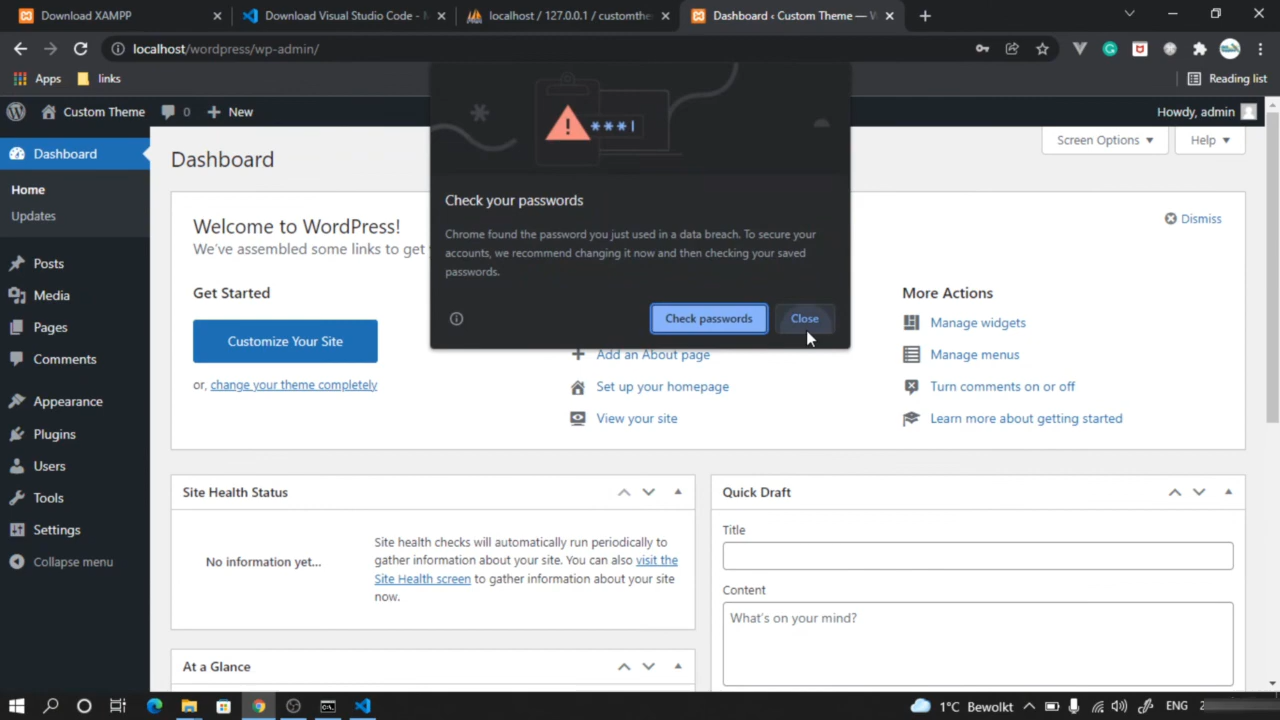 Download XAMPP
Download Visual Studio Code - M
localhost / 127.0.0.1 / customthe
Dashboard ‹ Custom Theme — W
localhost/wordpress/wp-admin/
Apps
links
Reading list
Custom Theme
0
New
Howdy, admin
Dashboard
Home
Updates
Posts
Media
Pages
Comments
Appearance
Plugins
Users
Tools
Settings
Collapse menu
Dashboard
Screen Options
Help
Welcome to WordPress!
We've assembled some links to get
Dismiss
Get Started
Customize Your Site
or, change your theme completely
***|
Check your passwords
Chrome found the password you just used in a data breach. To secure your
accounts, we recommend changing it now and then checking your saved
passwords.
Check passwords
Close
Add an About page
Set up your homepage
View your site
More Actions
Manage widgets
Manage menus
Turn comments on or off
Learn more about getting started
Site Health Status
No information yet...
Site health checks will automatically run periodically to
gather information about your site. You can also visit the
Site Health screen to gather information about your site
now.
At a Glance
Quick Draft
Title
Content
What's on your mind?
1°C Bewolkt
ENG